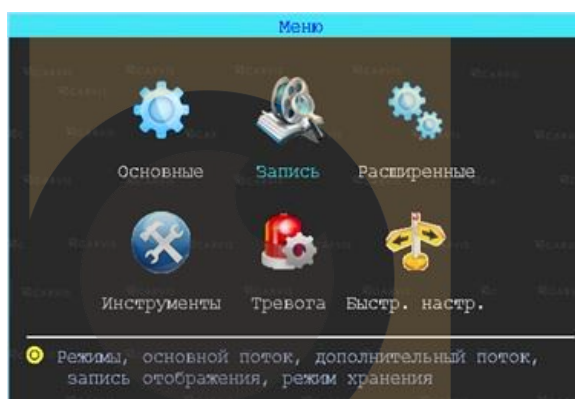 Меню
Основные Запись Расширенные
Инструменты Тревога Быстр. настр.
Режимы, основной поток, дополнительный поток,
запись отображения, режим хранения